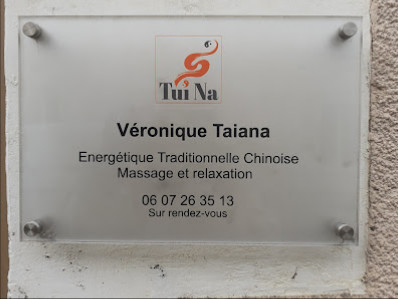 Tui Na
Véronique Taiana
Energétique Traditionnelle Chinoise
Massage et relaxation
06 07 26 35 13
Sur rendez-vous